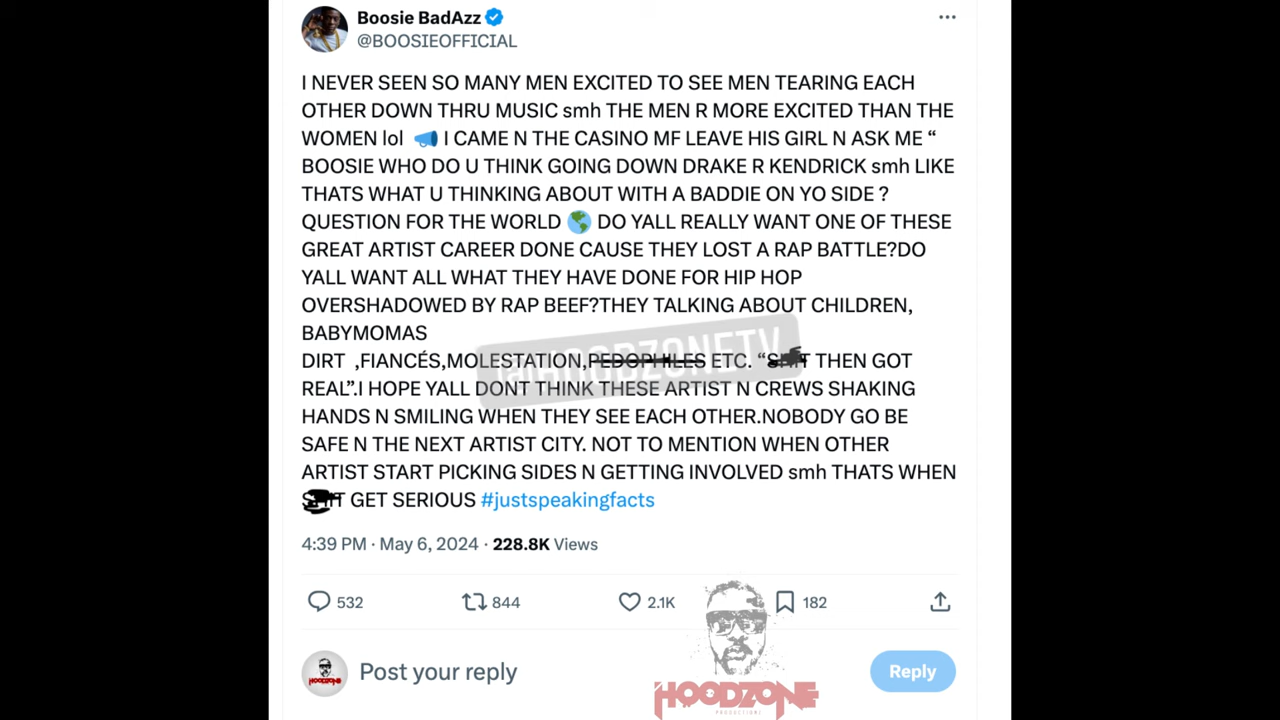 Boosie BadAzz
@BOOSIEOFFICIAL
I NEVER SEEN SO MANY MEN EXCITED TO SEE MEN TEARING EACH
OTHER DOWN THRU MUSIC smh THE MEN R MORE EXCITED THAN THE
WOMEN lol 📣 I CAME N THE CASINO MF LEAVE HIS GIRL N ASK ME “
BOOSIE WHO DO U THINK GOING DOWN DRAKE R KENDRICK smh LIKE
THATS WHAT U THINKING ABOUT WITH A BADDIE ON YO SIDE ?
QUESTION FOR THE WORLD 🌎 DO YALL REALLY WANT ONE OF THESE
GREAT ARTIST CAREER DONE CAUSE THEY LOST A RAP BATTLE?DO
YALL WANT ALL WHAT THEY HAVE DONE FOR HIP HOP
OVERSHADOWED BY RAP BEEF?THEY TALKING ABOUT CHILDREN,
BABYMOMAS
DIRT ,FIANCÉS,MOLESTATION,PEDOPHILES ETC. “ THEN GOT
REAL”.I HOPE YALL DONT THINK THESE ARTIST N CREWS SHAKING
HANDS N SMILING WHEN THEY SEE EACH OTHER.NOBODY GO BE
SAFE N THE NEXT ARTIST CITY. NOT TO MENTION WHEN OTHER
ARTIST START PICKING SIDES N GETTING INVOLVED smh THATS WHEN
GET SERIOUS #justspeakingfacts
@HOODZONETV
4:39 PM · May 6, 2024 · 228.8K Views
532 844 2.1K 182
Post your reply
Reply
HOODZONE
PRODUCTIONS